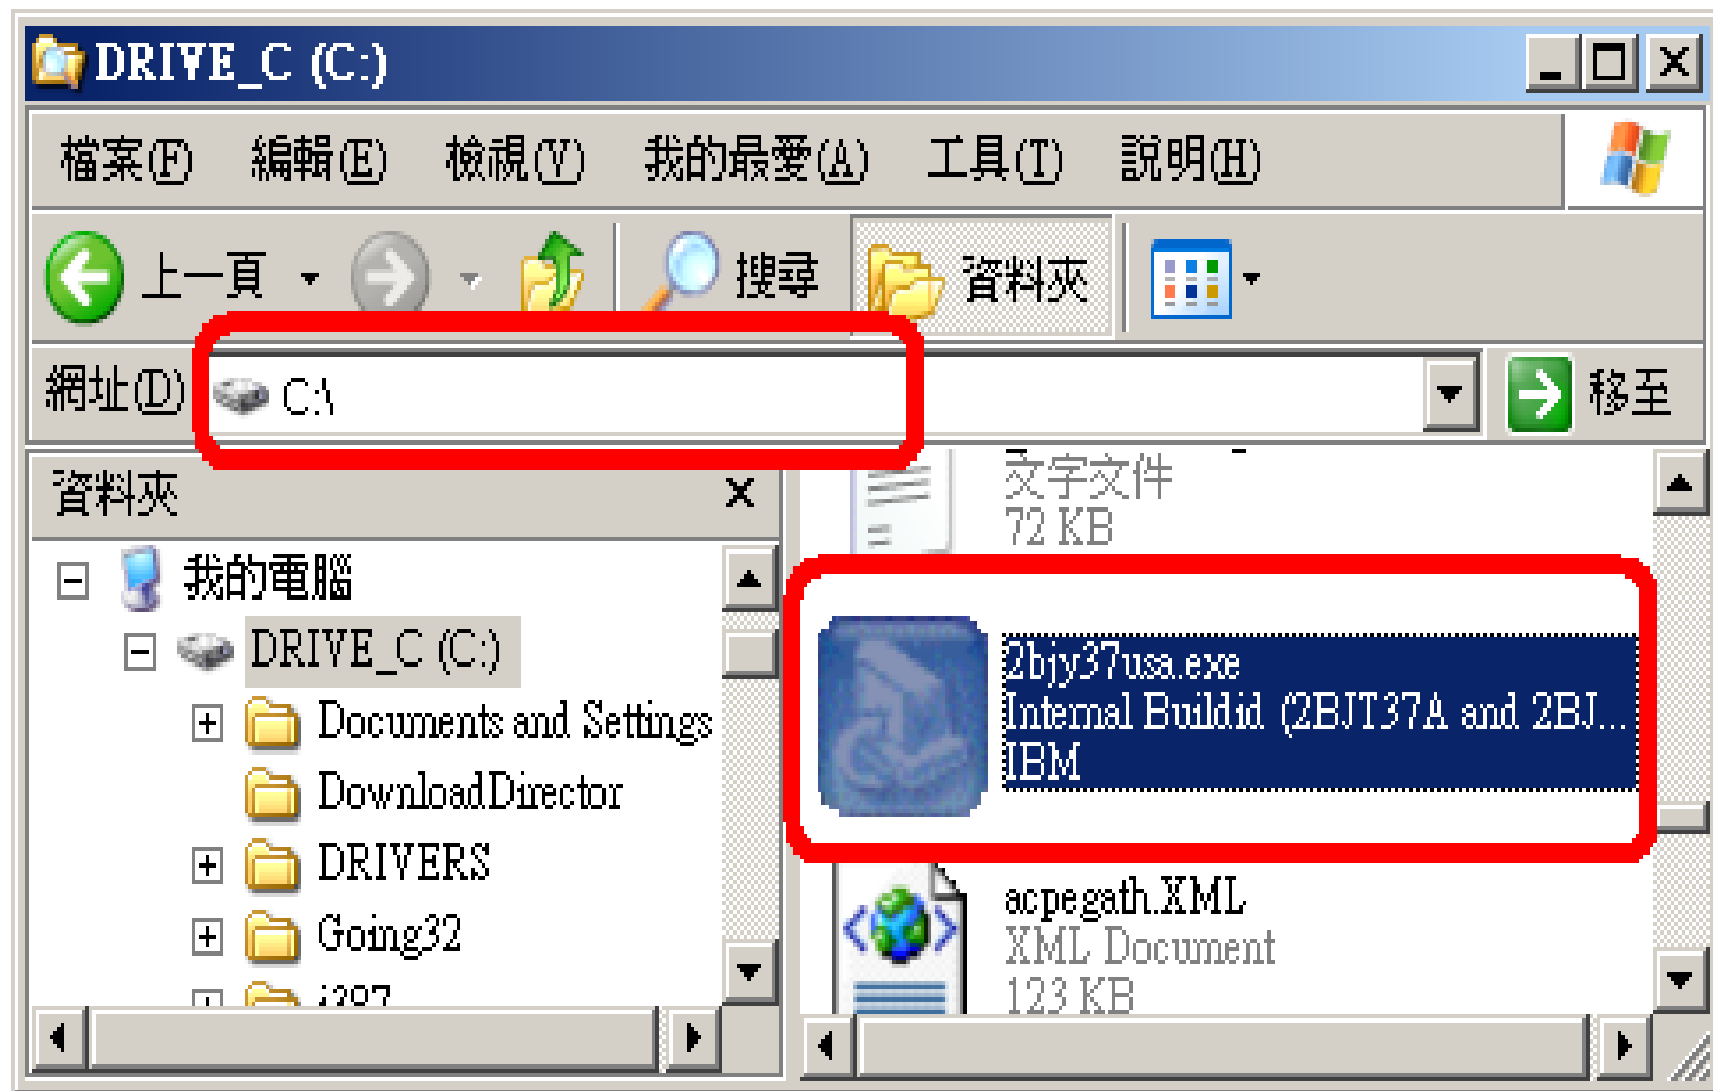 DRIVE_C (C:)
檔案(F) 編輯(E) 檢視(V) 我的最愛(A) 工具(T) 説明(H)
上一頁 搜尋 資料夾
網址(D) C:\ 移至
資料夾
我的電腦
DRIVE_C (C:)
Documents and Settings
DownloadDirector
DRIVERS
Going32
文字文件
72 KB
2bjy37usa.exe
Internal Buildid (2BJT37A and 2BJ...
IBM
acpegath.XML
XML Document
123 KB